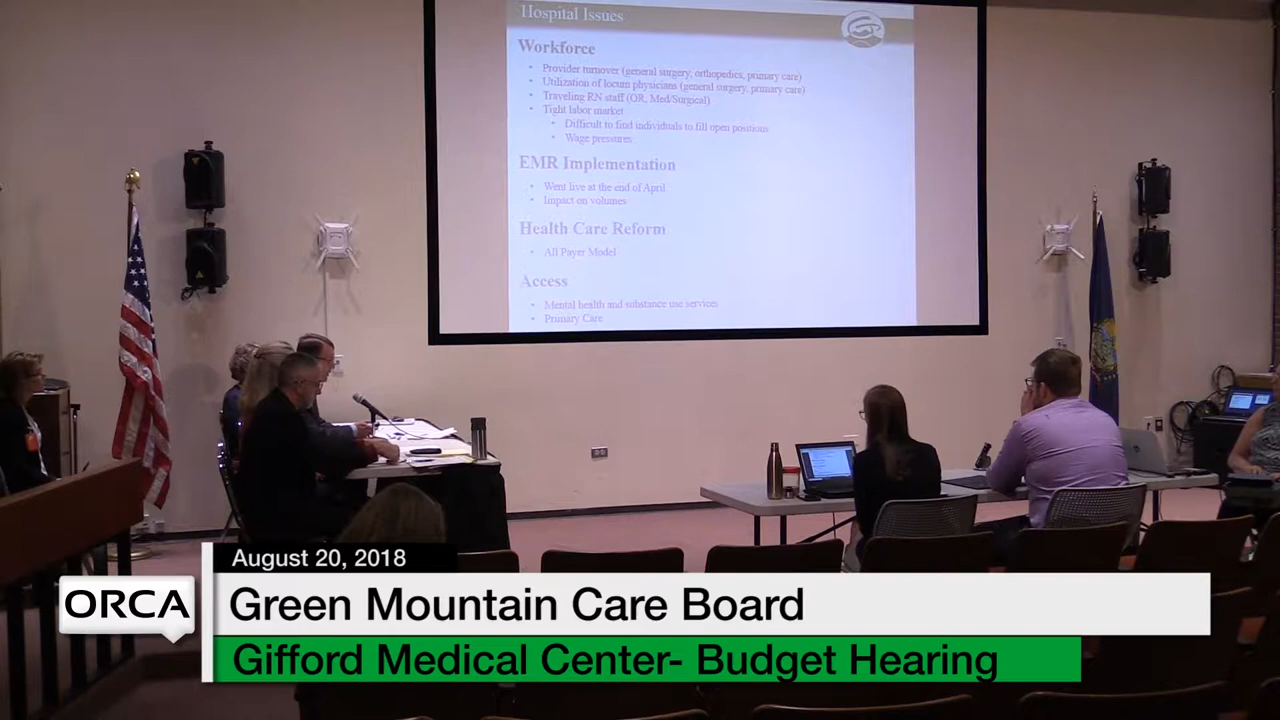 Hospital Issues
Workforce
• Provider turnover (general surgery, orthopedics, primary care)
• Utilization of locum physicians (general surgery, primary care)
• Traveling RN staff (OR, Med/Surgical)
• Tight labor market
• Difficult to find individuals to fill open positions
• Wage pressures
EMR Implementation
• Went live at the end of April
• Impact on volumes
Health Care Reform
• All Payer Model
Access
• Mental health and substance use services
• Primary Care
August 20, 2018
ORCA
Green Mountain Care Board
Gifford Medical Center- Budget Hearing